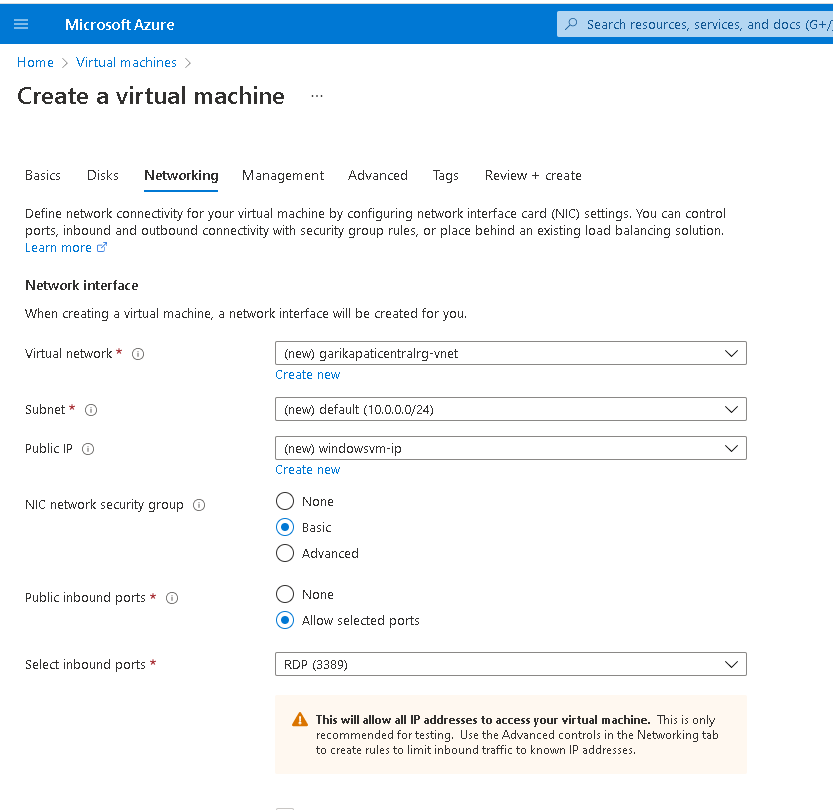 Microsoft Azure
Search resources, services, and docs (G+/)
Home > Virtual machines >
Create a virtual machine ...
Basics Disks Networking Management Advanced Tags Review + create
Define network connectivity for your virtual machine by configuring network interface card (NIC) settings. You can control
ports, inbound and outbound connectivity with security group rules, or place behind an existing load balancing solution.
Learn more
Network interface
When creating a virtual machine, a network interface will be created for you.
Virtual network *
(new) garikapaticentralrg-vnet
Create new
Subnet *
(new) default (10.0.0.0/24)
Public IP
(new) windowsvm-ip
Create new
NIC network security group
None
Basic
Advanced
Public inbound ports *
None
Allow selected ports
Select inbound ports *
RDP (3389)
This will allow all IP addresses to access your virtual machine. This is only
recommended for testing. Use the Advanced controls in the Networking tab
to create rules to limit inbound traffic to known IP addresses.